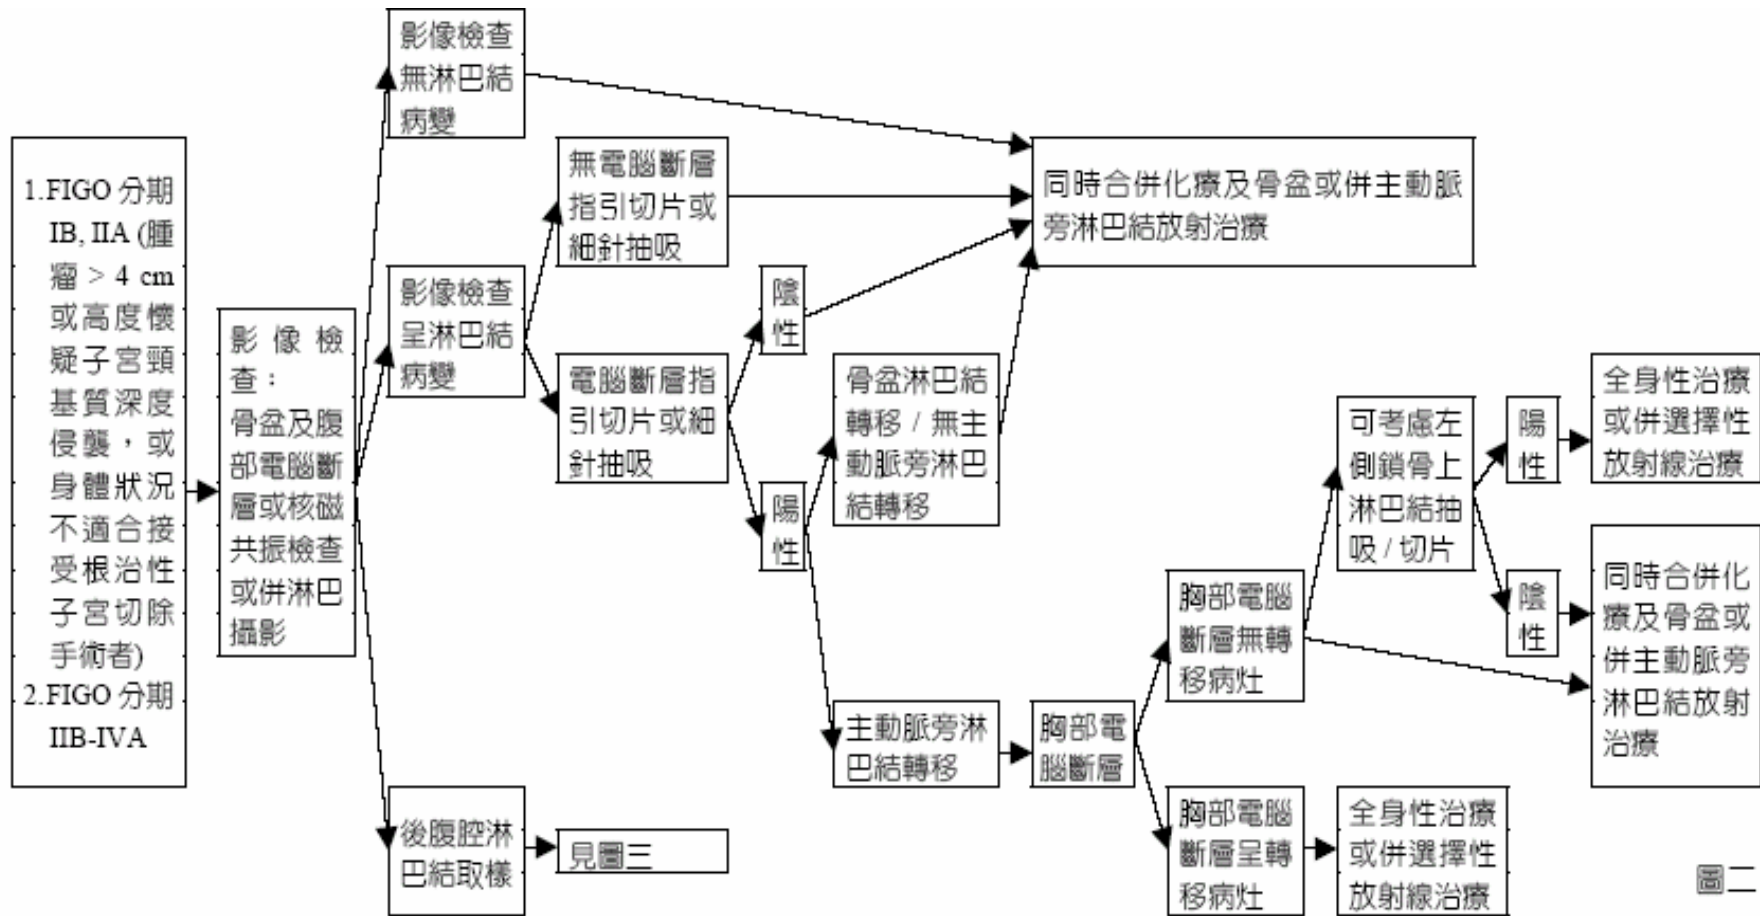 1.FIGO 分期
IB, IIA (腫
瘤 > 4 cm
或高度懷
疑子宮頸
基質深度
侵襲，或
身體狀況
不適合接
受根治性
子宮切除
手術者)
2.FIGO 分期
IIB-IVA
影像檢
查：
骨盆及腹
部電腦斷
層或核磁
共振檢查
或併淋巴
攝影
影像檢查
無淋巴結
病變
影像檢查
呈淋巴結
病變
後腹腔淋
巴結取樣
見圖三
無電腦斷層
指引切片或
細針抽吸
電腦斷層指
引切片或細
針抽吸
陰
性
陽
性
骨盆淋巴結
轉移 / 無主
動脈旁淋巴
結轉移
主動脈旁淋
巴結轉移
同時合併化療及骨盆或併主動脈
旁淋巴結放射治療
胸部電
腦斷層
胸部電腦
斷層無轉
移病灶
胸部電腦
斷層呈轉
移病灶
可考慮左
側鎖骨上
淋巴結抽
吸 / 切片
陽
性
陰
性
全身性治療
或併選擇性
放射線治療
同時合併化
療及骨盆或
併主動脈旁
淋巴結放射
治療
全身性治療
或併選擇性
放射線治療
圖二